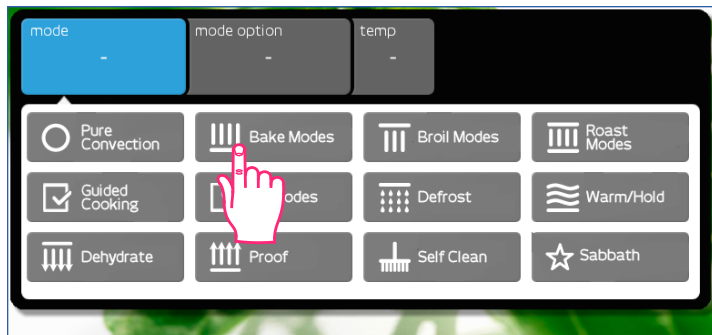 mode
mode option
temp
-
-
-
Pure
Convection
Bake Modes
Broil Modes
Roast
Modes
Guided
Cooking
Defrost
Warm/Hold
Dehydrate
Proof
Self Clean
Sabbath